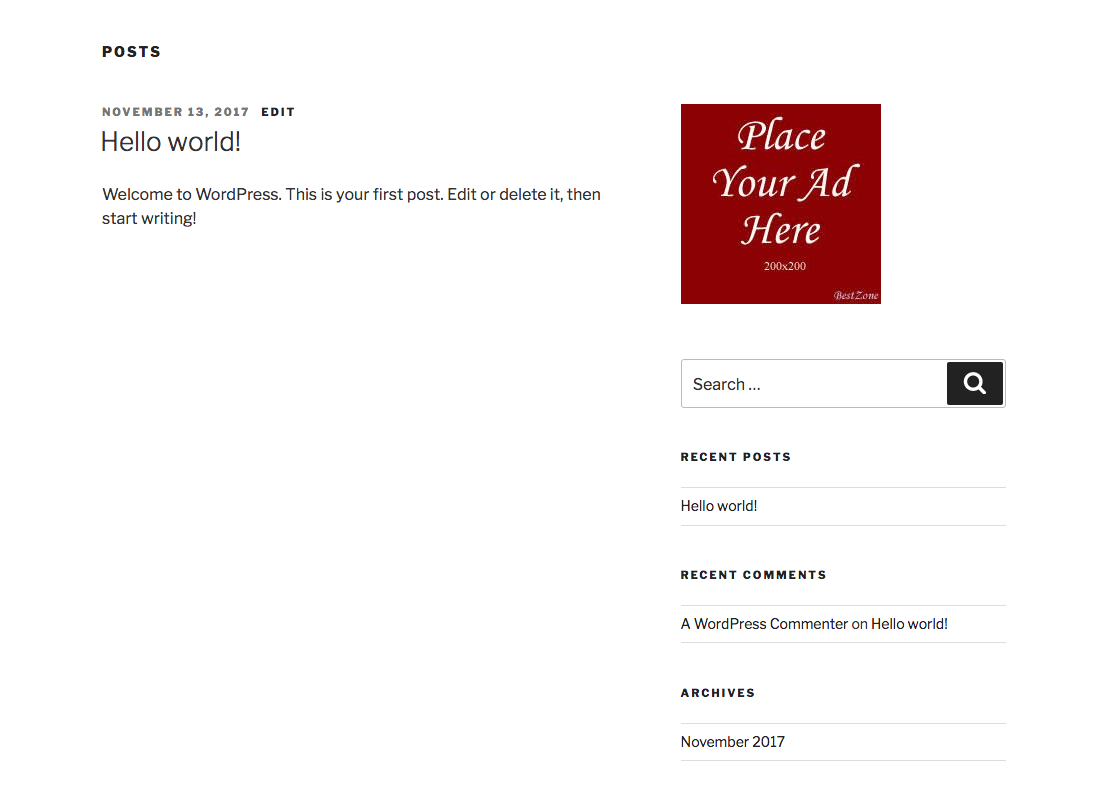 POSTS
NOVEMBER 13, 2017 EDIT
Hello world!
Welcome to WordPress. This is your first post. Edit or delete it, then
start writing!
Place
Your Ad
Here
200x200
BestZone
Search …
RECENT POSTS
Hello world!
RECENT COMMENTS
A WordPress Commenter on Hello world!
ARCHIVES
November 2017